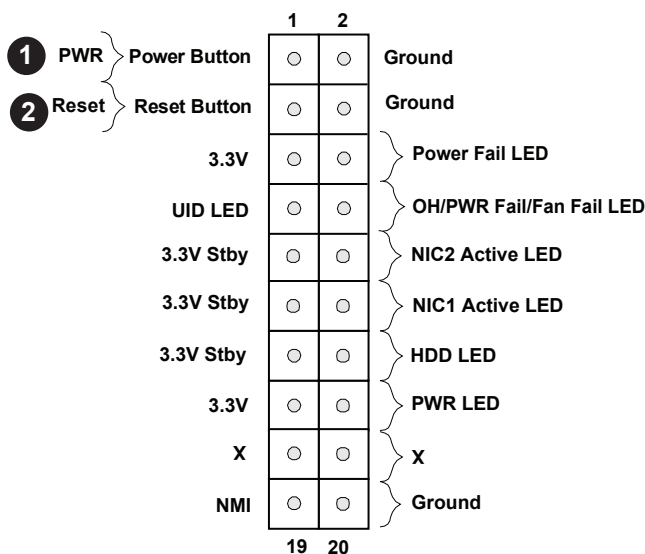 1 2
1 PWR Power Button Ground
2 Reset Reset Button Ground
3.3V Power Fail LED
UID LED OH/PWR Fail/Fan Fail LED
3.3V Stby NIC2 Active LED
3.3V Stby NIC1 Active LED
3.3V Stby HDD LED
3.3V PWR LED
X X
NMI Ground
19 20